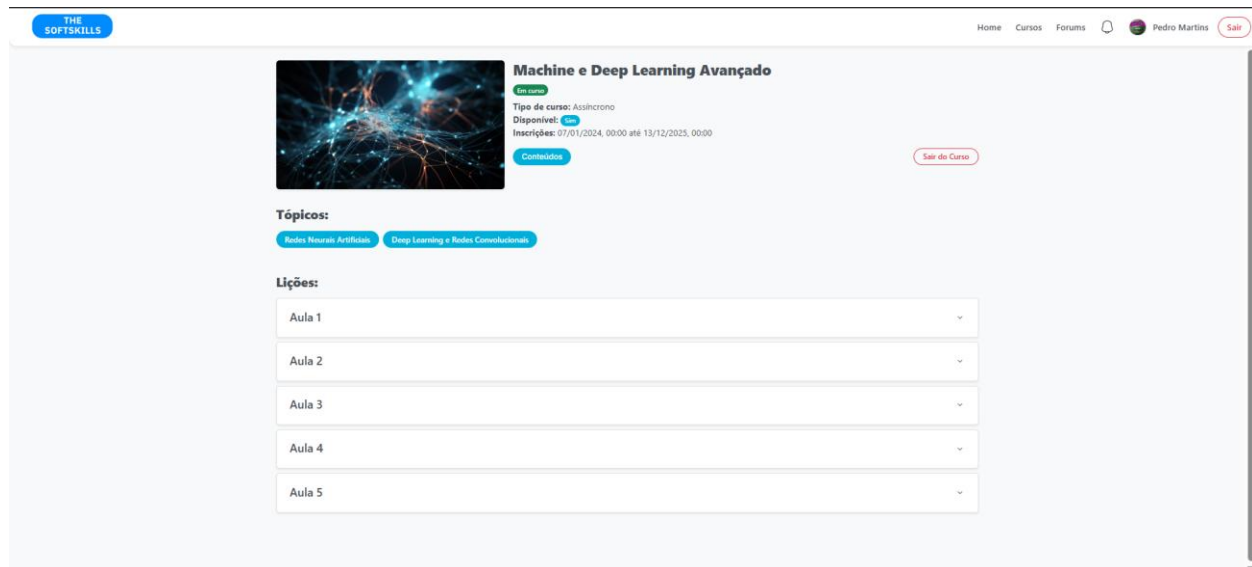 THE
SOFTSKILLS
Home Cursos Forums Pedro Martins Sair
Machine e Deep Learning Avançado
Em curso
Tipo de curso: Assíncrono
Disponível: Sim
Inscrições: 07/01/2024, 00:00 até 13/12/2025, 00:00
Conteúdos Sair do Curso
Tópicos:
Redes Neurais Artificiais Deep Learning e Redes Convolucionais
Lições:
Aula 1
Aula 2
Aula 3
Aula 4
Aula 5